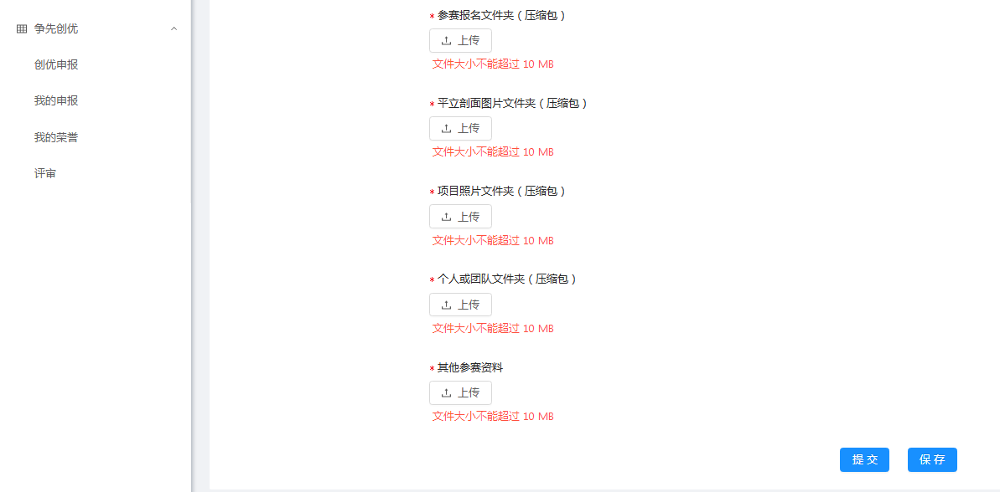 争先创优
创优申报
我的申报
我的荣誉
评审
* 参赛报名文件夹（压缩包）
上传
文件大小不能超过 10 MB
* 平立剖面图片文件夹（压缩包）
上传
文件大小不能超过 10 MB
* 项目照片文件夹（压缩包）
上传
文件大小不能超过 10 MB
* 个人或团队文件夹（压缩包）
上传
文件大小不能超过 10 MB
* 其他参赛资料
上传
文件大小不能超过 10 MB
提交 保存